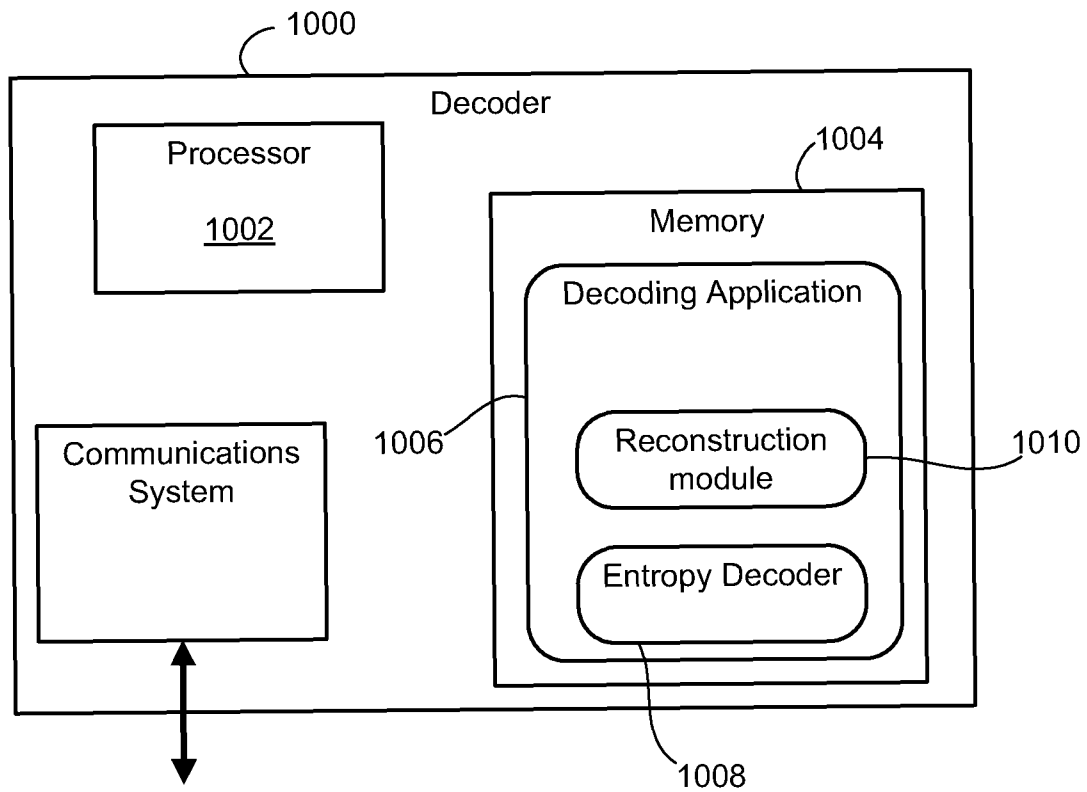 1000
Decoder
Processor
1002
1004
Memory
Decoding Application
1006
Reconstruction
module
1010
Communications
System
Entropy Decoder
1008